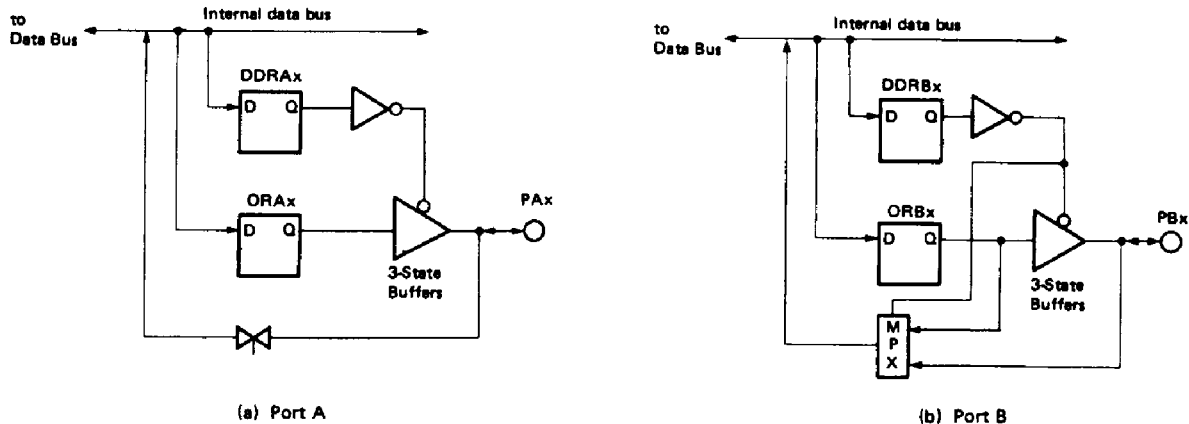 to
Data Bus
Internal data bus
DDRAx
D Q
ORAx
D Q
PAx
3-State
Buffers
(a) Port A
to
Data Bus
Internal data bus
DDRBx
D Q
ORBx
D Q
PBx
3-State
Buffers
M
P
X
(b) Port B